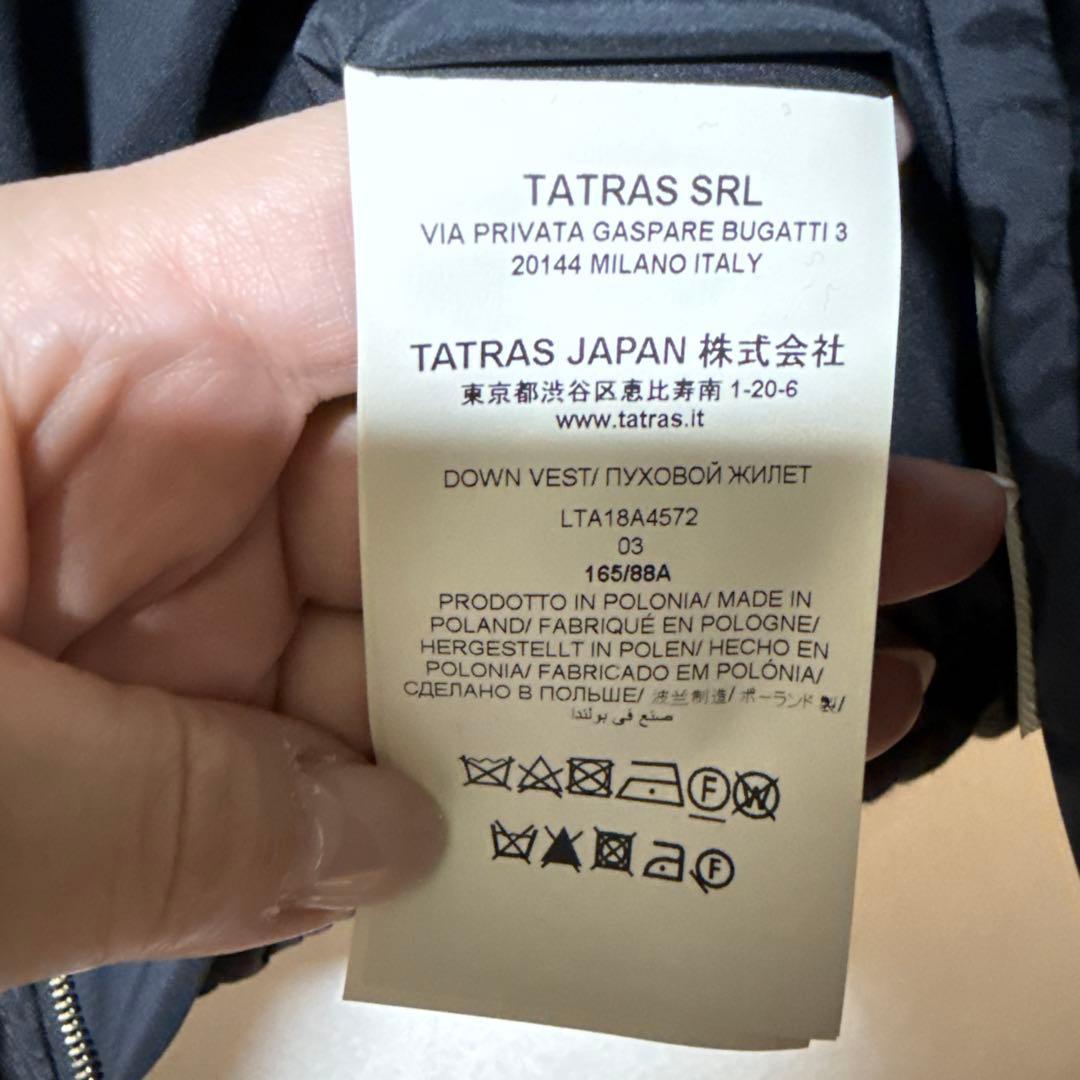 TATRAS SRL
VIA PRIVATA GASPARE BUGATTI 3
20144 MILANO ITALY
TATRAS JAPAN 株式会社
東京都渋谷区恵比寿南 1-20-6
www.tatras.it
DOWN VEST/ ПУХОВОЙ ЖИЛЕТ
LTA18A4572
03
165/88A
PRODOTTO IN POLONIA/ MADE IN
POLAND/ FABRIQUÉ EN POLOGNE/
HERGESTELLT IN POLEN/ HECHO EN
POLONIA/ FABRICADO EM POLÓNIA/
СДЕЛАНО В ПОЛЬШЕ/ 波兰制造/ ポーランド製/
صنع في بولندا
F W
F